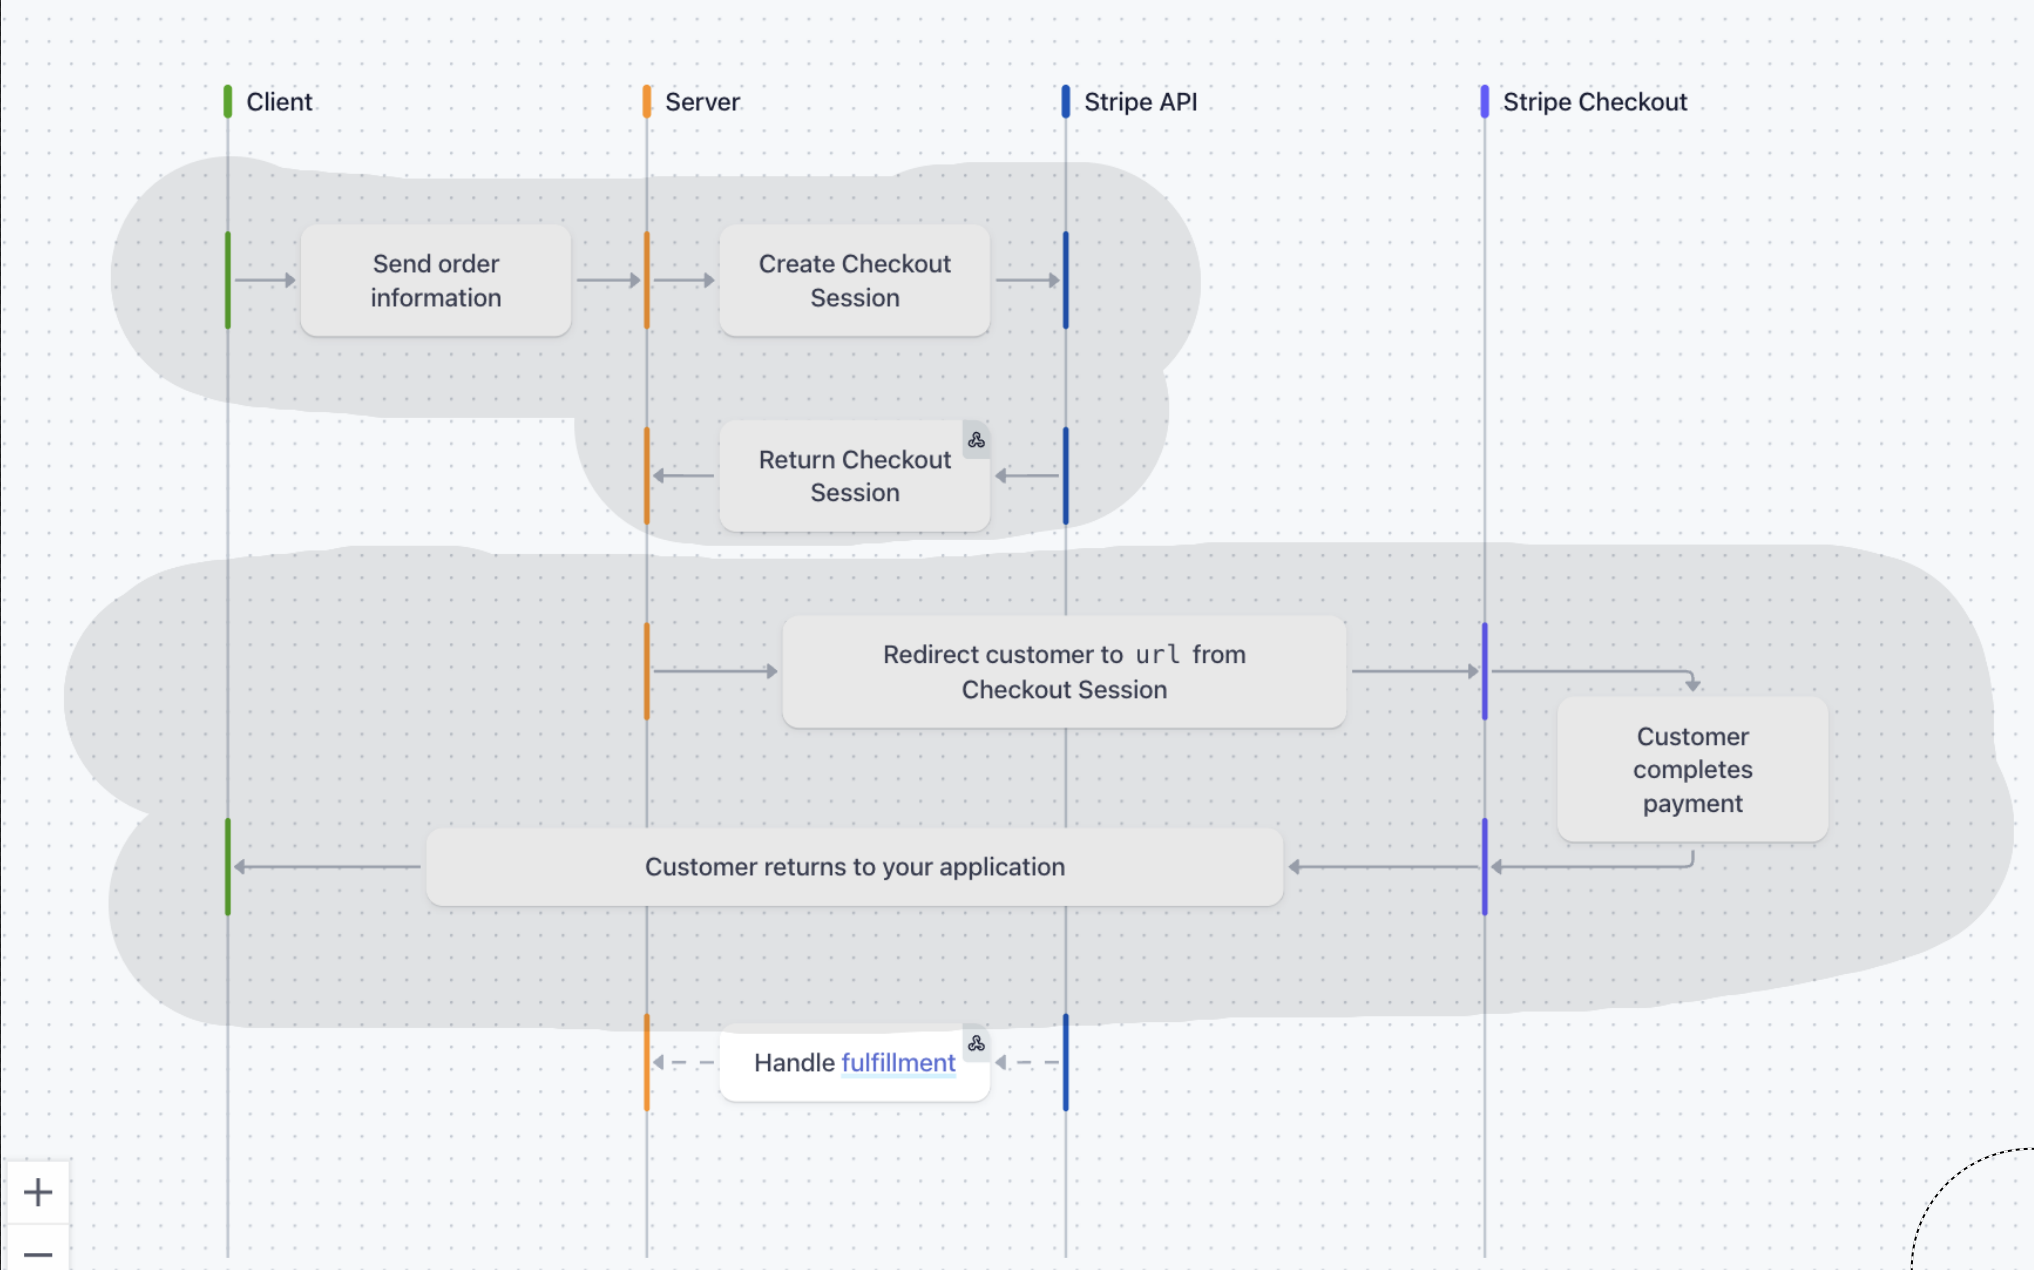 Client
Server
Stripe API
Stripe Checkout
Send order
information
Create Checkout
Session
Return Checkout
Session
Redirect customer to url from
Checkout Session
Customer
completes
payment
Customer returns to your application
Handle fulfillment